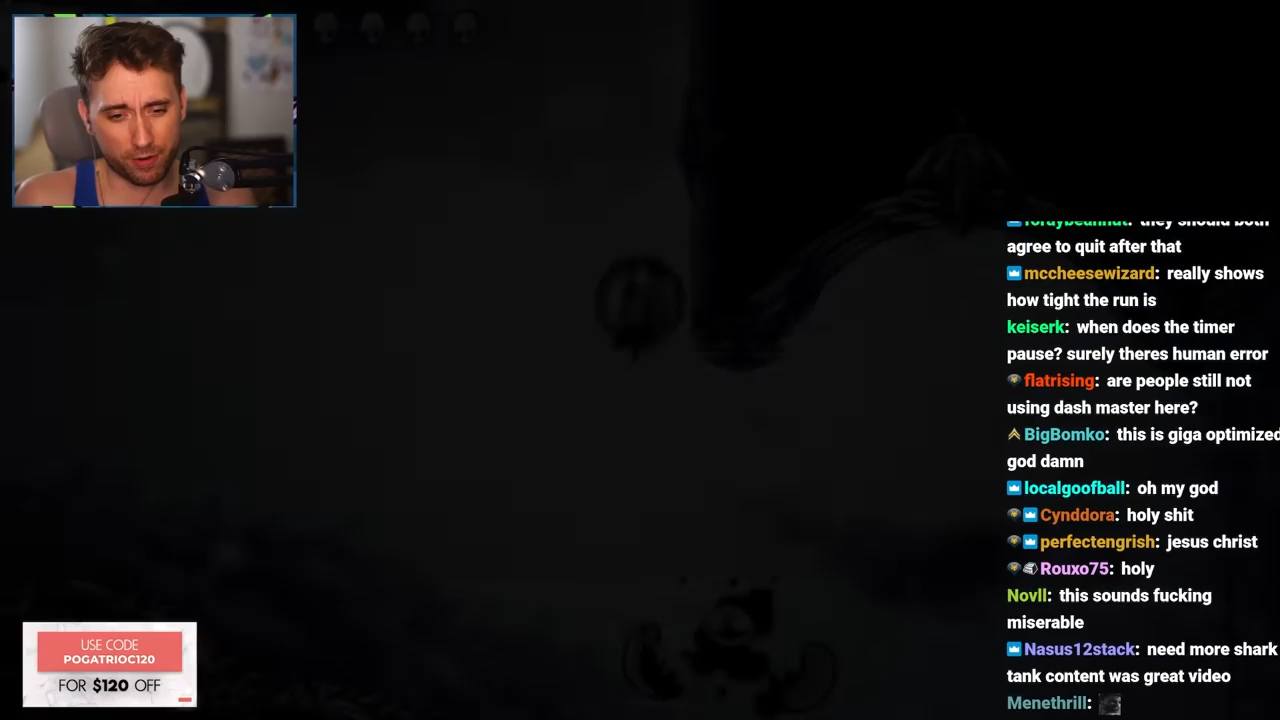 they should both
agree to quit after that
mccheesewizard: really shows
how tight the run is
keiserk: when does the timer
pause? surely theres human error
flatrising: are people still not
using dash master here?
BigBomko: this is giga optimized
god damn
localgoofball: oh my god
Cynddora: holy shit
perfectengrish: jesus christ
Rouxo75: holy
Novll: this sounds fucking
miserable
Nasus12stack: need more shark
tank content was great video
Menethrill:
USE CODE
POGATRIOC120
FOR $120 OFF